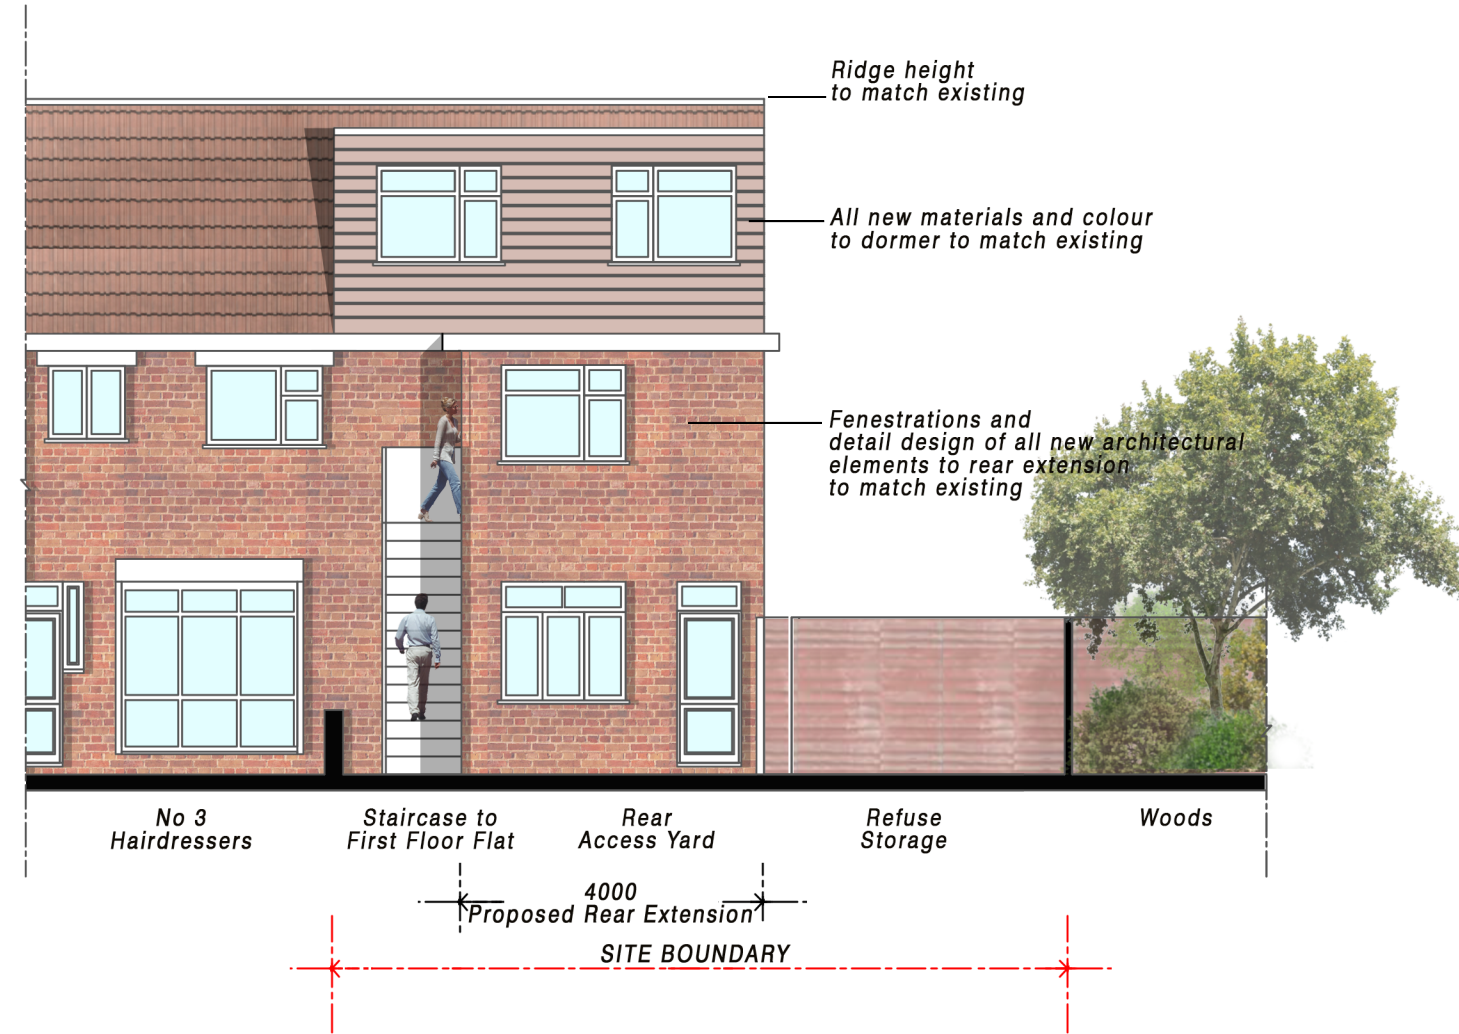 Ridge height
to match existing
All new materials and colour
to dormer to match existing
Fenestrations and
detail design of all new architectural
elements to rear extension
to match existing
No 3
Hairdressers
Staircase to
First Floor Flat
Rear
Access Yard
Refuse
Storage
Woods
4000
Proposed Rear Extension
SITE BOUNDARY